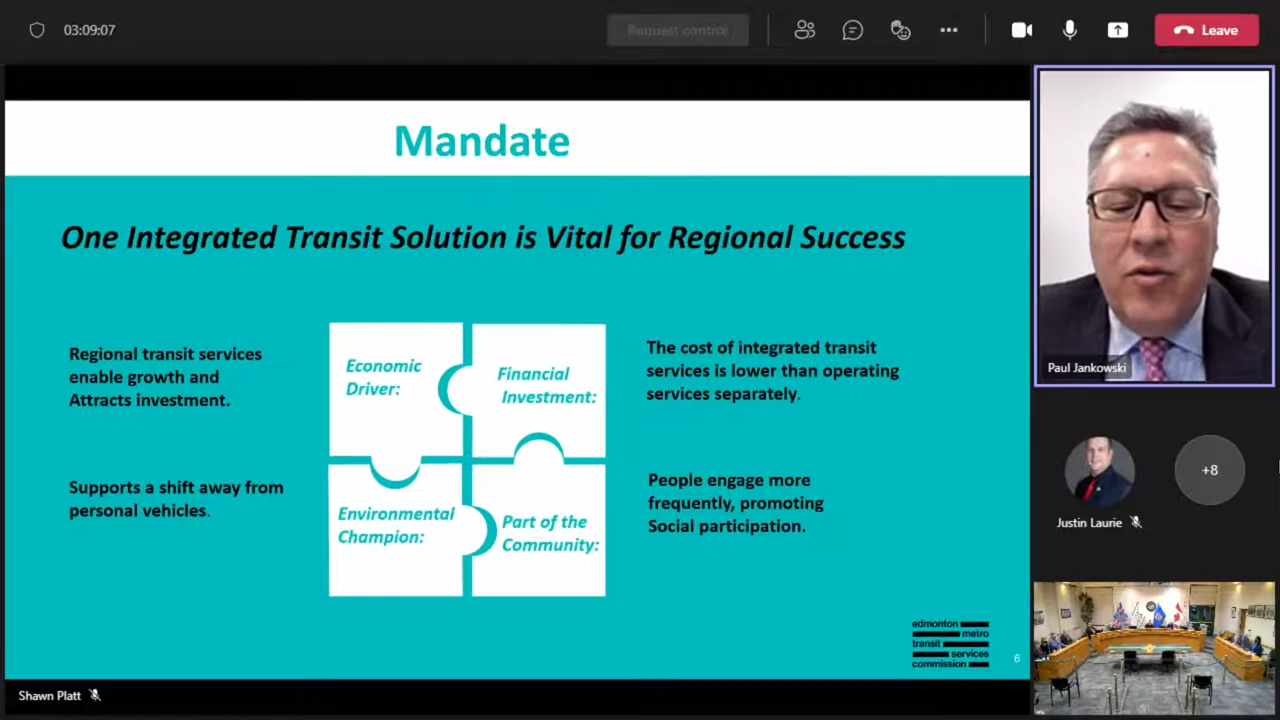 03:09:07
Request control
Leave
Mandate
One Integrated Transit Solution is Vital for Regional Success
Regional transit services
enable growth and
Attracts investment.
Economic
Driver:
Financial
Investment:
The cost of integrated transit
services is lower than operating
services separately.
Supports a shift away from
personal vehicles.
Environmental
Champion:
Part of the
Community:
People engage more
frequently, promoting
Social participation.
edmonton
metro
transit
services
commission
6
Shawn Platt
Paul Jankowski
+8
Justin Laurie